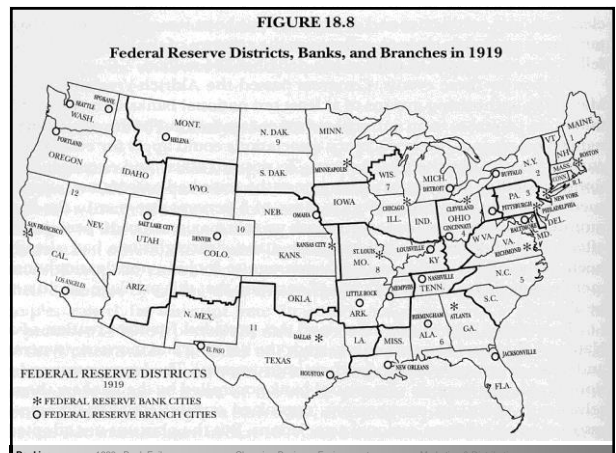 FIGURE 18.8
Federal Reserve Districts, Banks, and Branches in 1919
SEATTLE
SPOKANE
WASH.
PORTLAND
OREGON
MONT.
HELENA
IDAHO
12
WYO.
N. DAK.
9
S. DAK.
MINN.
MINNEAPOLIS
NEB.
OMAHA
IOWA
WIS.
7
MICH.
DETROIT
CHICAGO
ILL.
IND.
CLEVELAND
OHIO
CINCINNATI
4
BUFFALO
N.Y.
2
VT.
N.H.
MAINE
1
MASS.
BOSTON
CONN.
R.I.
NEW YORK
PHILADELPHIA
PA.
3
PITTSBURGH
BALTIMORE
DEL.
MD.
W VA.
VA.
RICHMOND
SAN FRANCISCO
CAL.
LOS ANGELES
NEV.
SALT LAKE CITY
UTAH
ARIZ.
DENVER
COLO.
10
KANSAS CITY
KANS.
ST. LOUIS
MO.
8
LOUISVILLE
KY
NASHVILLE
TENN.
MEMPHIS
N.C.
5
S.C.
OKLA.
LITTLE ROCK
ARK.
N. MEX.
EL PASO
11
DALLAS
TEXAS
HOUSTON
LA.
MISS.
NEW ORLEANS
BIRMINGHAM
ALA.
6
ATLANTA
GA.
JACKSONVILLE
FLA.
FEDERAL RESERVE DISTRICTS
1919
FEDERAL RESERVE BANK CITIES
FEDERAL RESERVE BRANCH CITIES